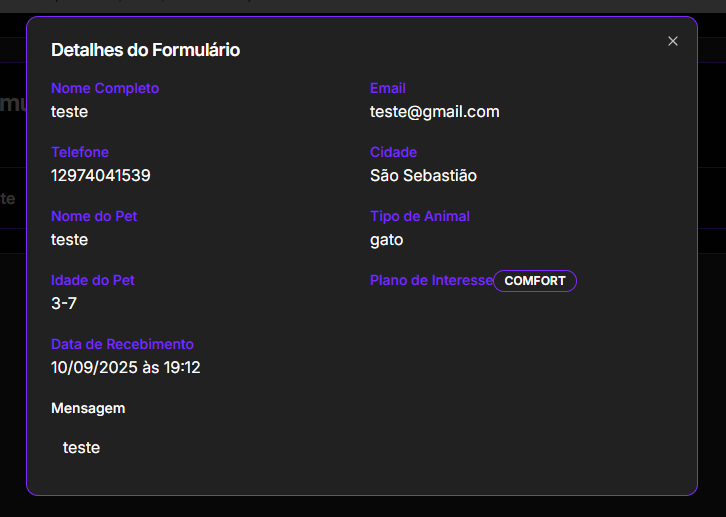 Detalhes do Formulário
Nome Completo
teste
Email
teste@gmail.com
Telefone
12974041539
Cidade
São Sebastião
Nome do Pet
teste
Tipo de Animal
gato
Idade do Pet
3-7
Plano de Interesse COMFORT
Data de Recebimento
10/09/2025 às 19:12
Mensagem
teste